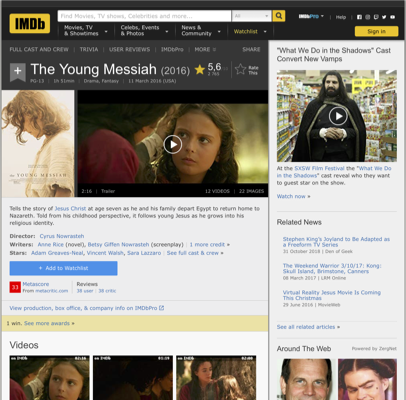 IMDb
Find Movies, TV shows, Celebrities and more...
All
Movies, TV
& Showtimes
Celebs, Events
& Photos
News &
Community
Watchlist
IMDbPro
Help
Sign in
FULL CAST AND CREW | TRIVIA | USER REVIEWS | IMDbPro | MORE
SHARE
The Young Messiah (2016)
5,6
Rate
This
PG-13 | 1h 51min | Drama, Fantasy | 11 March 2016 (USA)
THE YOUNG MESSIAH
2:16 | Trailer
12 VIDEOS | 22 IMAGES
Tells the story of Jesus Christ at age seven as he and his family depart Egypt to return home to
Nazareth. Told from his childhood perspective, it follows young Jesus as he grows into his
religious identity.
Director: Cyrus Nowrasteh
Writers: Anne Rice (novel), Betsy Giffen Nowrasteh (screenplay) | 1 more credit »
Stars: Adam Greaves-Neal, Vincent Walsh, Sara Lazzaro | See full cast & crew »
+ Add to Watchlist
33
Metascore
From metacritic.com
Reviews
36 user | 36 critic
View production, box office, & company info on IMDbPro
1 win. See more awards »
Videos
"What We Do in the Shadows" Cast
Convert New Vamps
At the SXSW Film Festival the "What We Do
in the Shadows" cast reveal who they want
to guest star on the show.
Watch now »
Related News
Stephen King's Joyland to Be Adapted as
a Freeform TV Series
31 October 2018 | Den of Geek
The Weekend Warrior 3/10/17: Kong:
Skull Island, Brimstone, Canners
08 March 2017 | LRM Online
Virtual Reality Jesus Movie is Coming
This Christmas
29 June 2016 | MovieWeb
See all related articles »
Around The Web
Powered by ZergNet